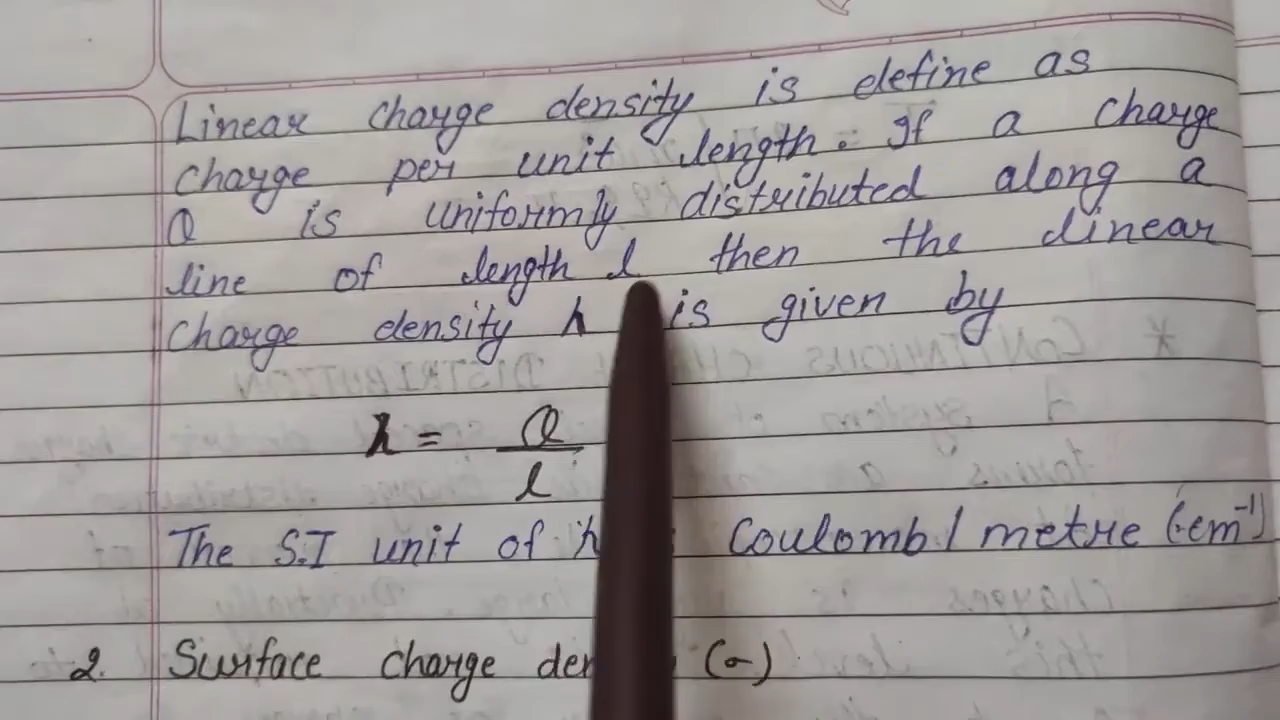 Linear charge density is define as
charge per unit length. If a charge
Q is uniformly distributed along a
line of length l then the linear
charge density λ is given by
λ = Q / l
The S.I unit of λ Coulomb / metre (cm⁻¹)
2. Surface charge (σ)